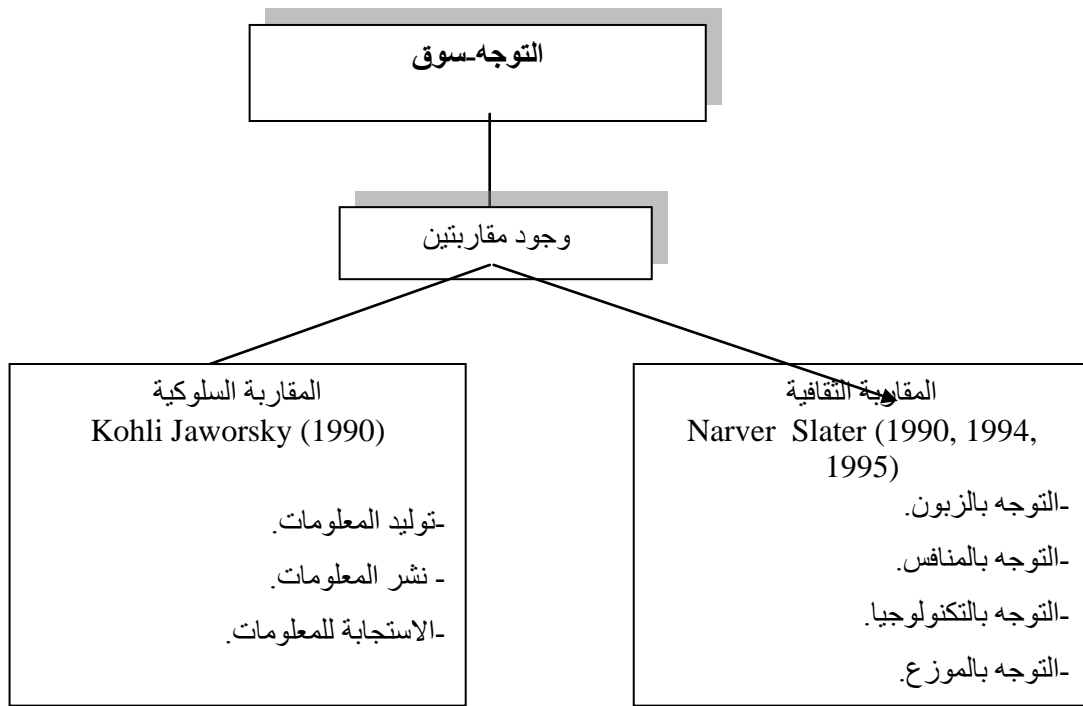 التوجه-سوق
وجود مقاربتين
المقاربة الثقافية
Narver Slater (1990, 1994,
1995)
-التوجه بالزبون.
-التوجه بالمنافس.
-التوجه بالتكنولوجيا.
-التوجه بالموزع.
المقاربة السلوكية
Kohli Jaworsky (1990)
-توليد المعلومات.
- نشر المعلومات.
-الاستجابة للمعلومات.